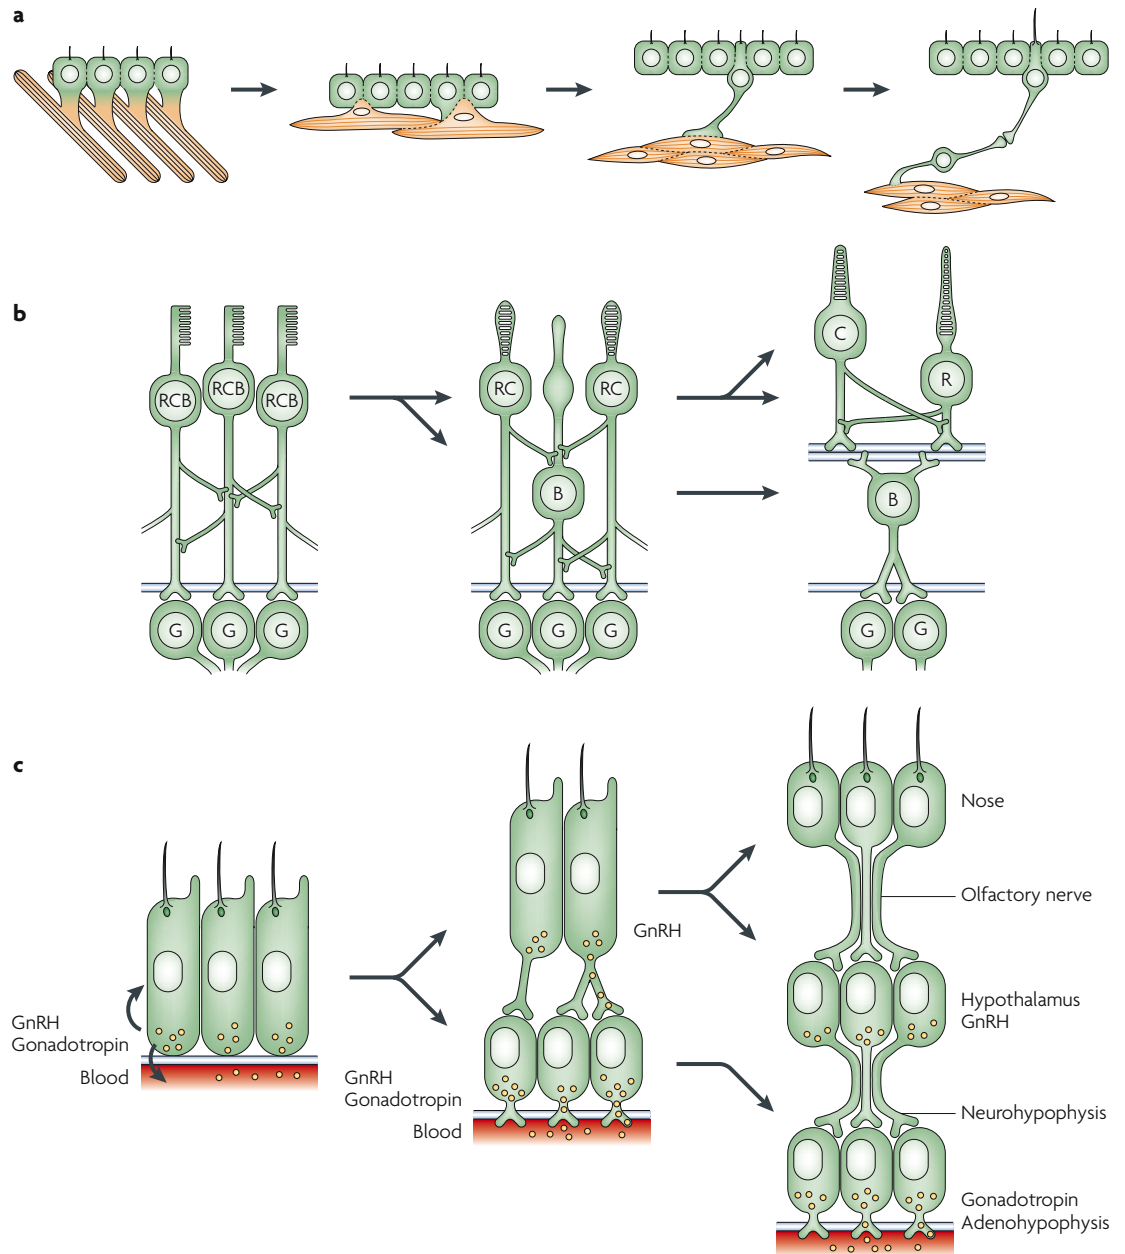 a
b
RCB
RCB
RCB
G
G
G
RC
RC
B
G
G
G
C
R
B
G
G
c
GnRH
Gonadotropin
Blood
GnRH
GnRH
Gonadotropin
Blood
Nose
Olfactory nerve
Hypothalamus
GnRH
Neurohypophysis
Gonadotropin
Adenohypophysis